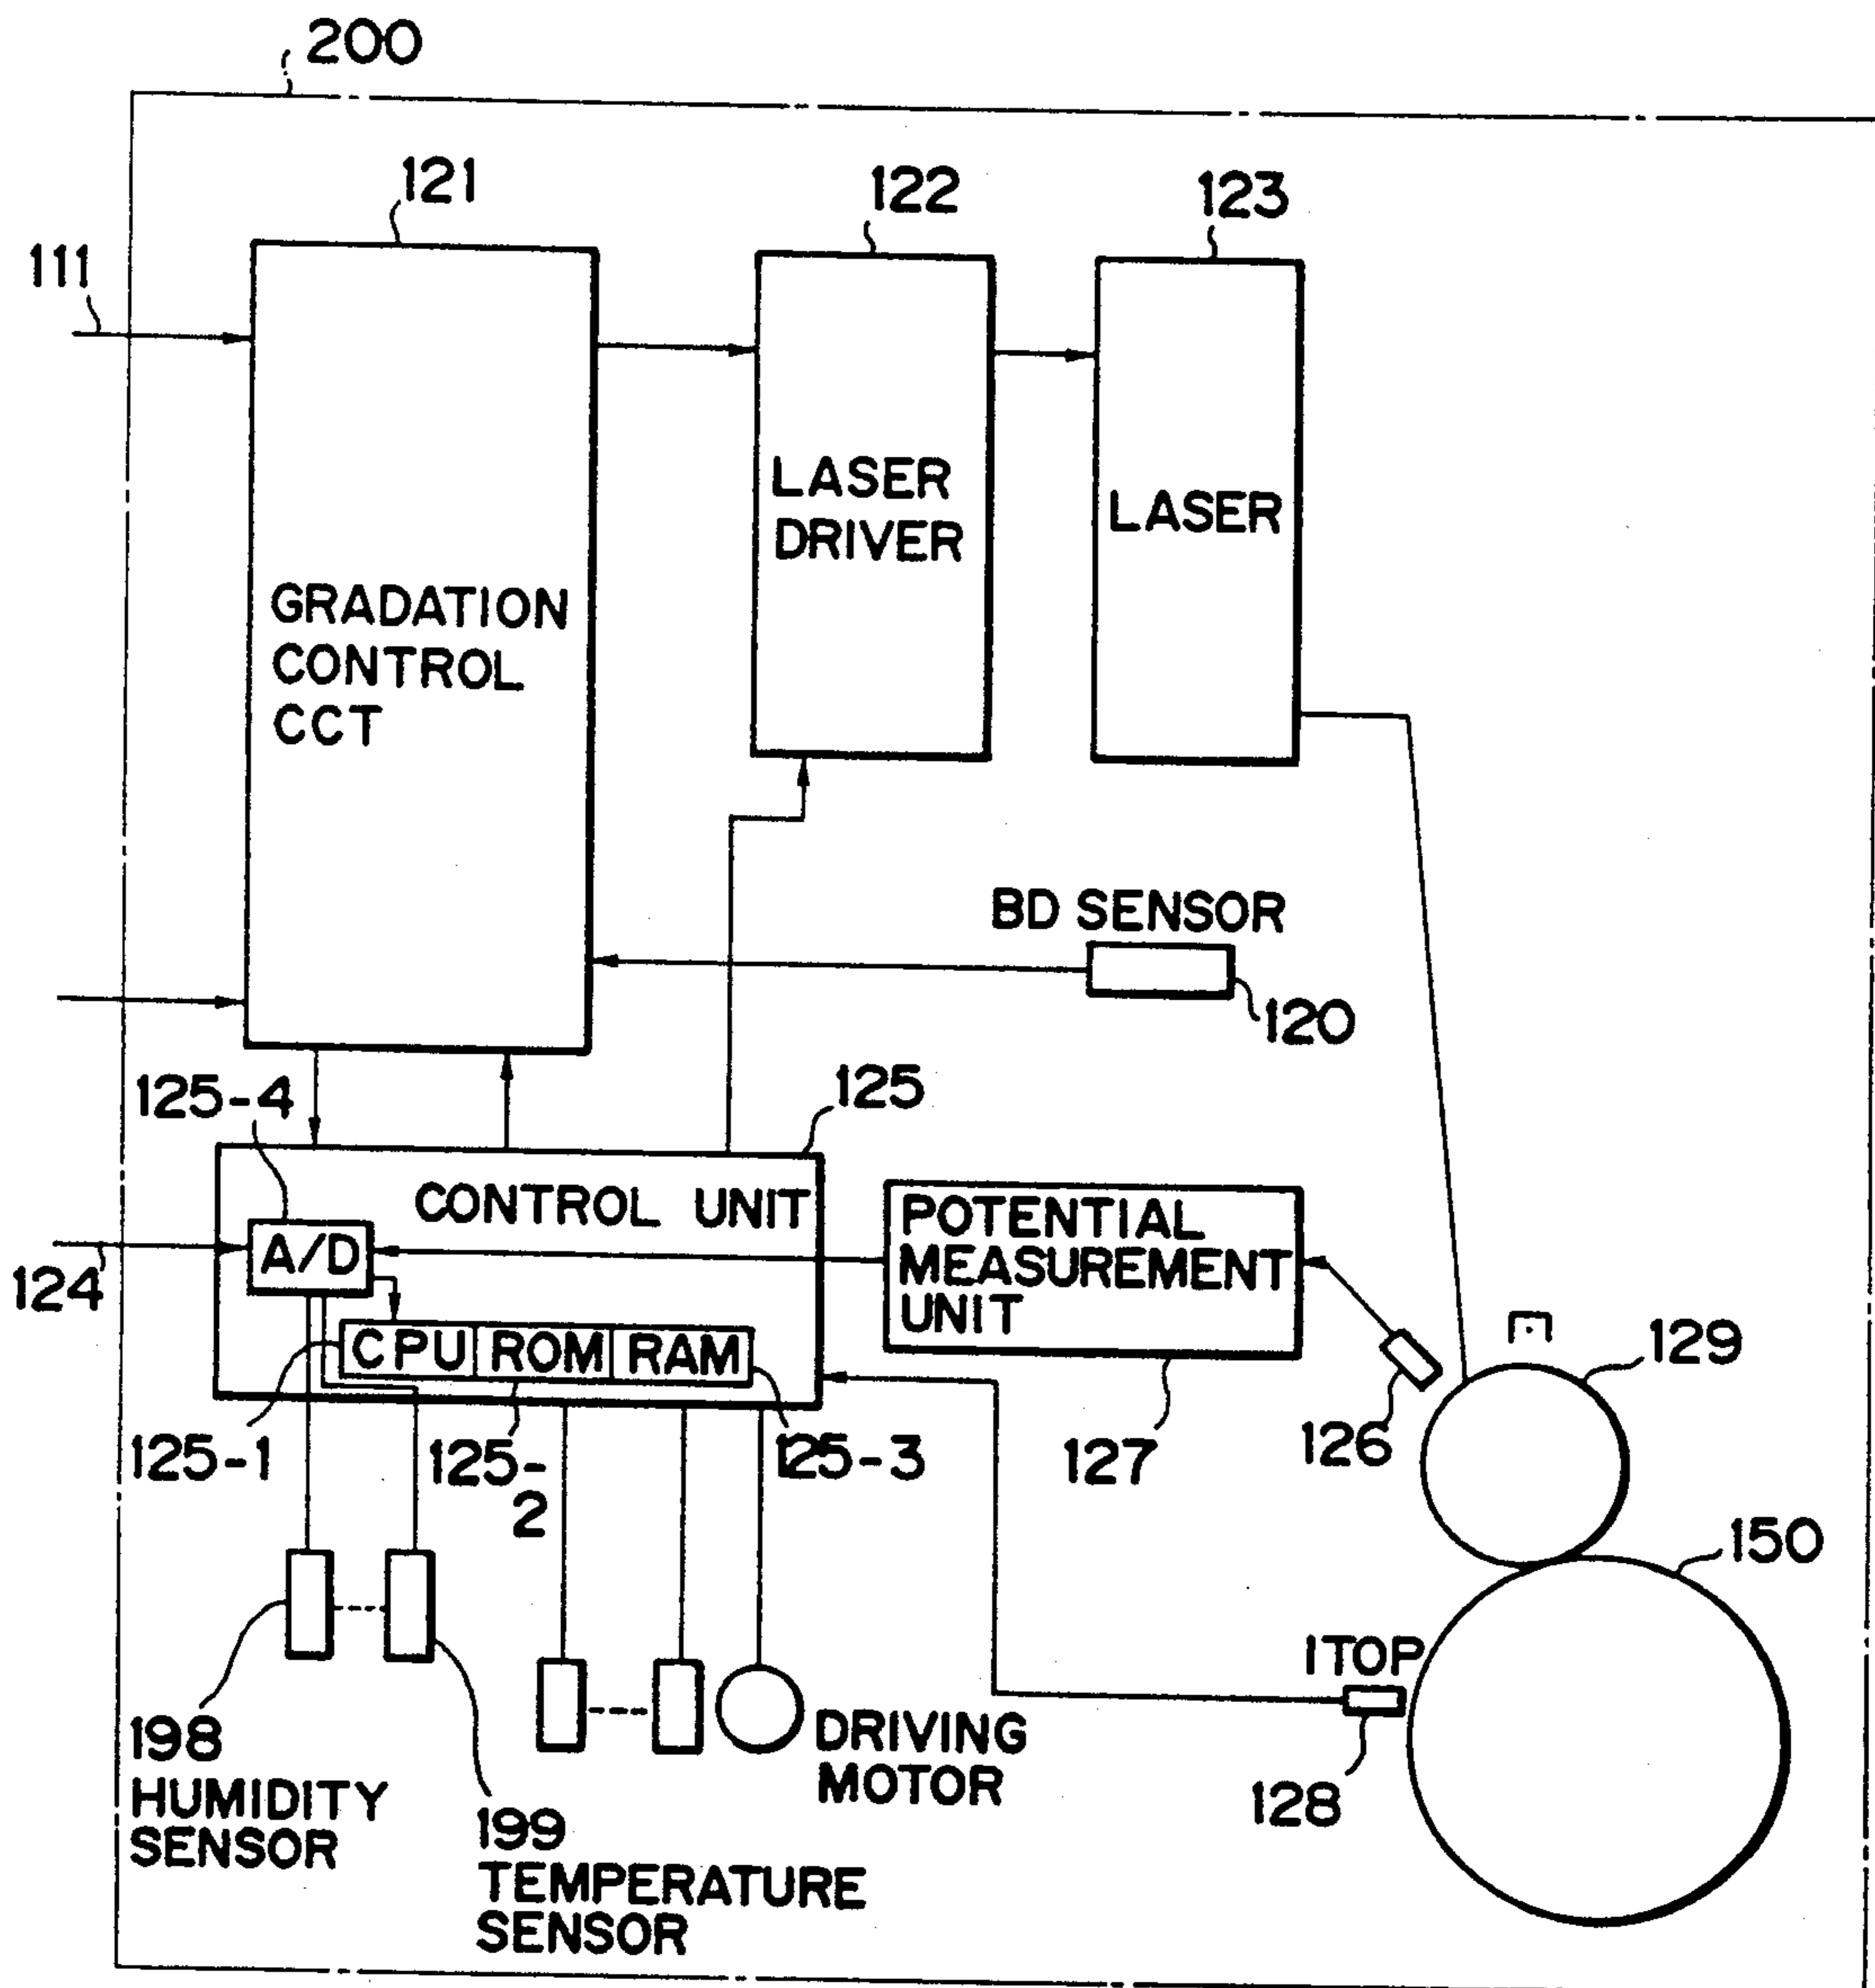 200
121
122
123
111
LASER
DRIVER
LASER
GRADATION
CONTROL
CCT
BD SENSOR
120
125-4
125
CONTROL UNIT
POTENTIAL
MEASUREMENT
UNIT
A/D
124
CPU
ROM
RAM
129
126
125-1
125-
2
125-3
127
150
ITOP
128
198
HUMIDITY
SENSOR
199
TEMPERATURE
SENSOR
DRIVING
MOTOR